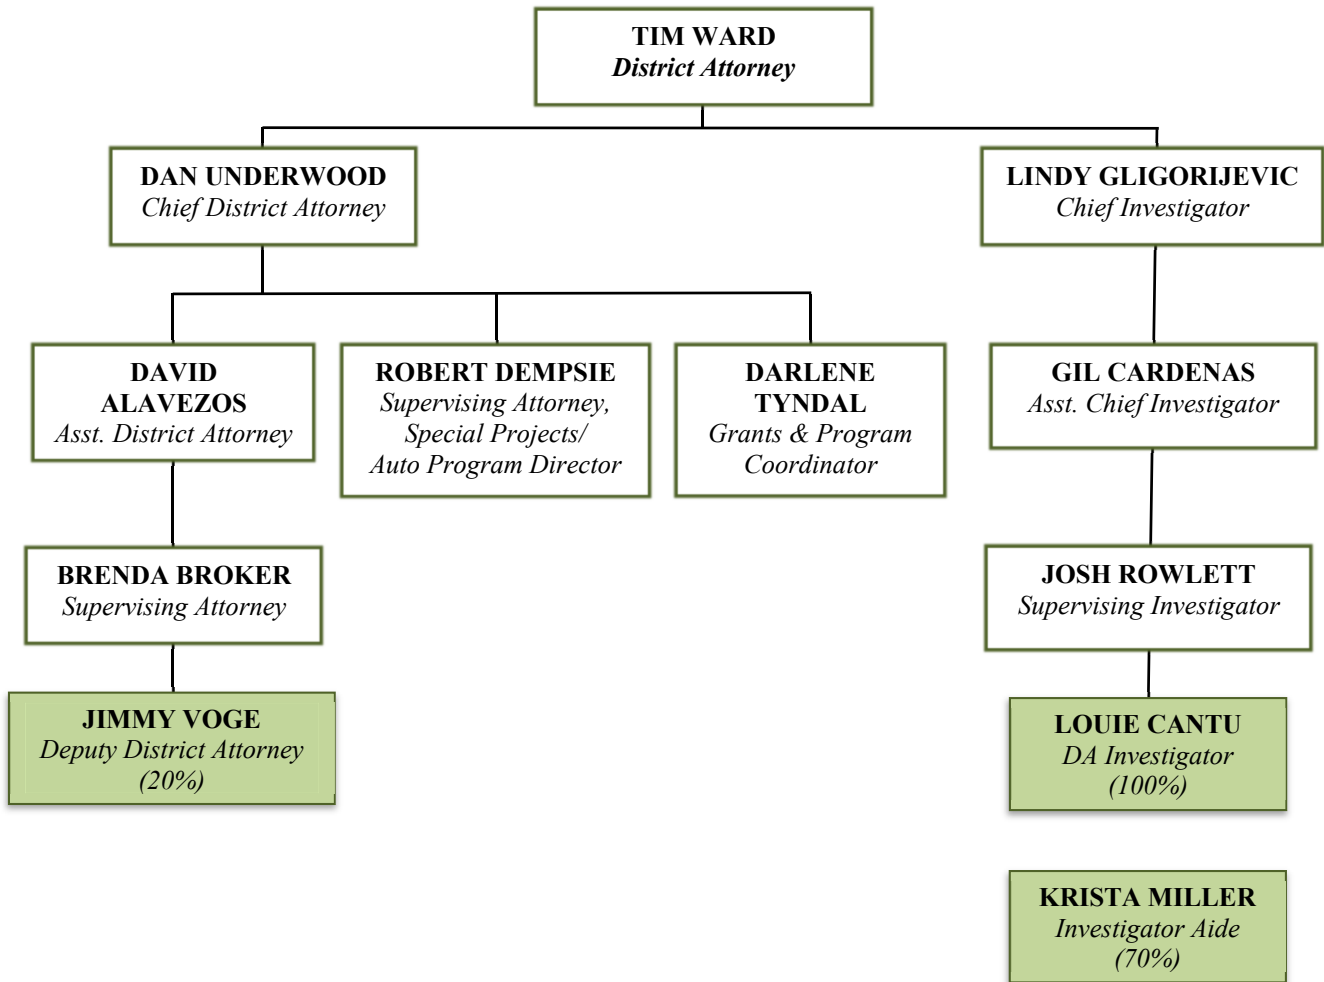 TIM WARD
District Attorney
DAN UNDERWOOD
Chief District Attorney
LINDY GLIGORIJEVIC
Chief Investigator
DAVID
ALAVEZOS
Asst. District Attorney
ROBERT DEMPSIE
Supervising Attorney,
Special Projects/
Auto Program Director
DARLENE
TYNDAL
Grants & Program
Coordinator
GIL CARDENAS
Asst. Chief Investigator
BRENDA BROKER
Supervising Attorney
JOSH ROWLETT
Supervising Investigator
JIMMY VOGE
Deputy District Attorney
(20%)
LOUIE CANTU
DA Investigator
(100%)
KRISTA MILLER
Investigator Aide
(70%)